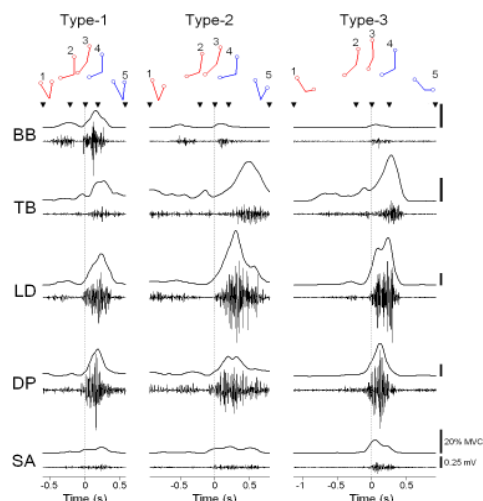 Type-1 Type-2 Type-3
1 2 3 4 5 1 2 3 4 5 1 2 3 4 5
BB
TB
LD
DP
20% MVC
SA
0.25 mV
-0.5 0 0.5 -0.5 0 0.5 -1 -0.5 0 0.5
Time (s) Time (s) Time (s)